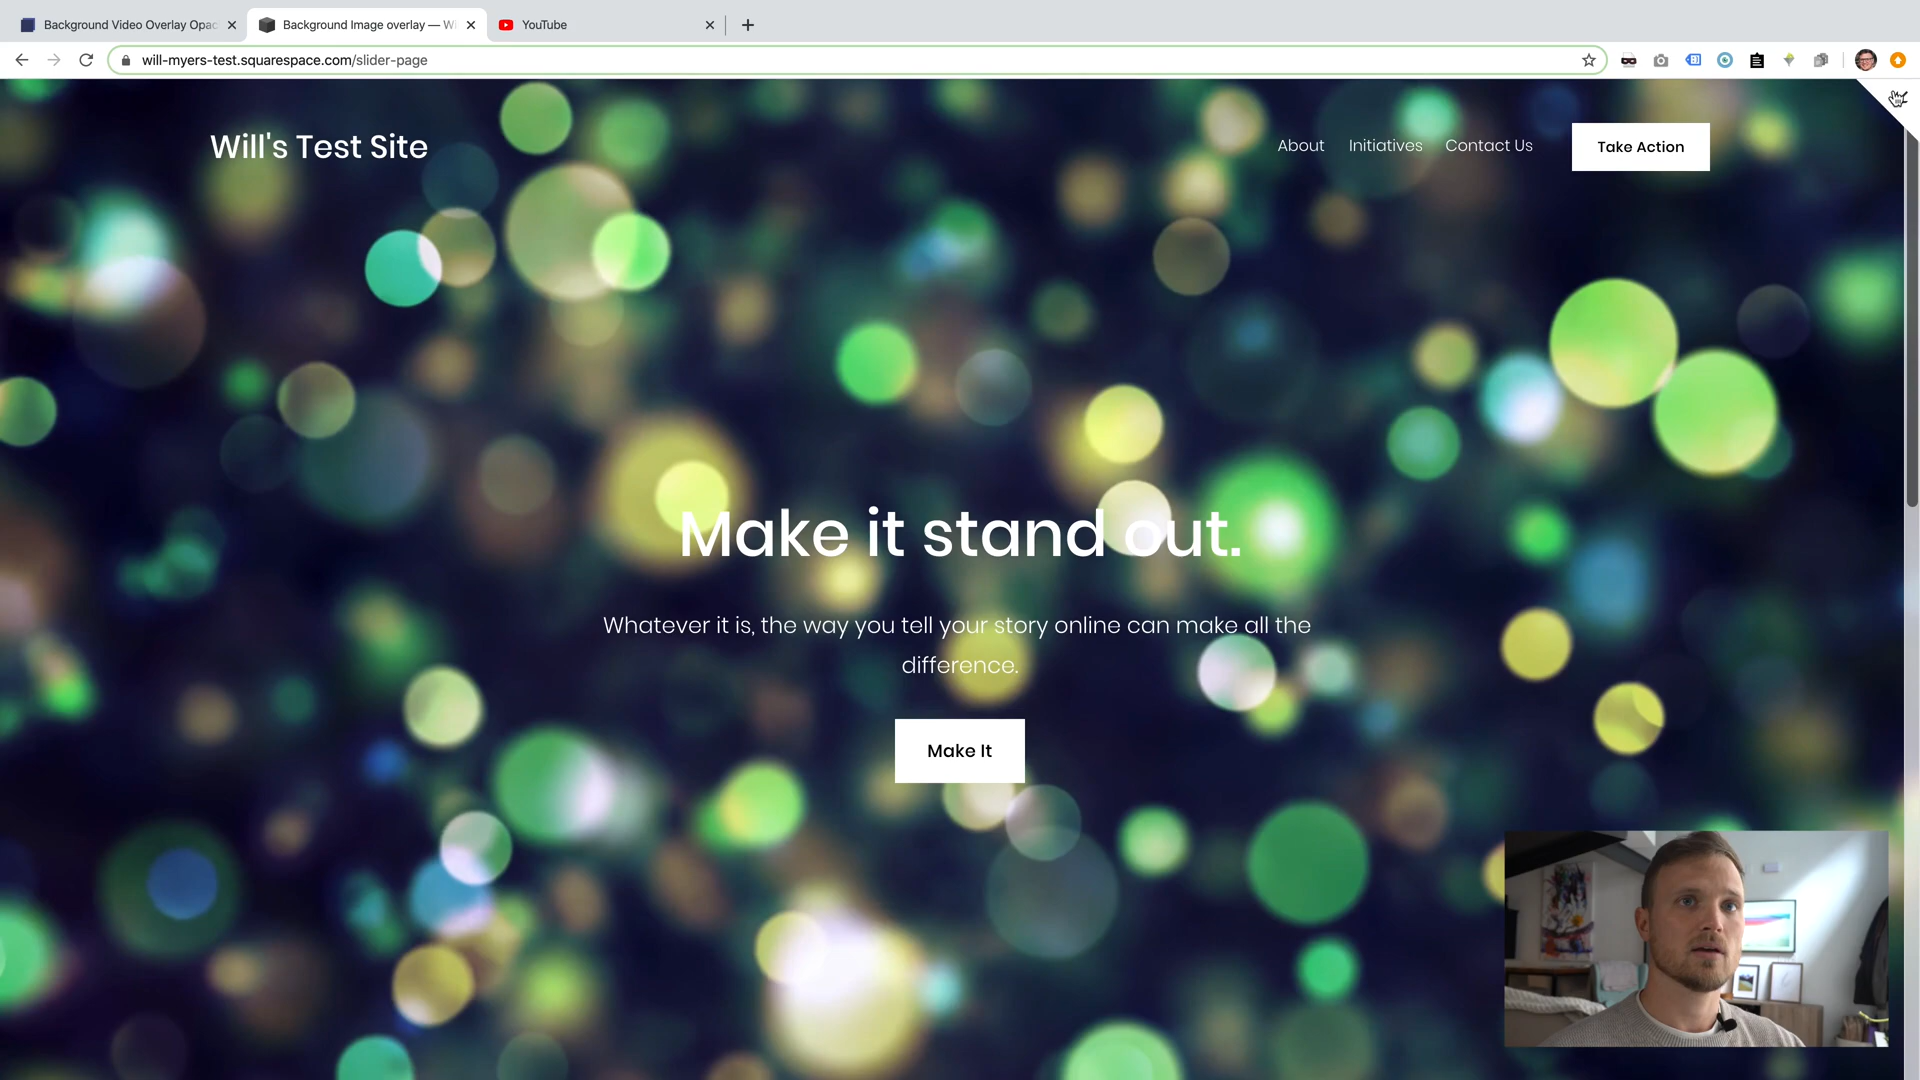 Background Video Overlay Opac
Background Image overlay — Wi
YouTube
will-myers-test.squarespace.com/slider-page
Will's Test Site
About
Initiatives
Contact Us
Take Action
Make it stand out.
Whatever it is, the way you tell your story online can make all the
difference.
Make It